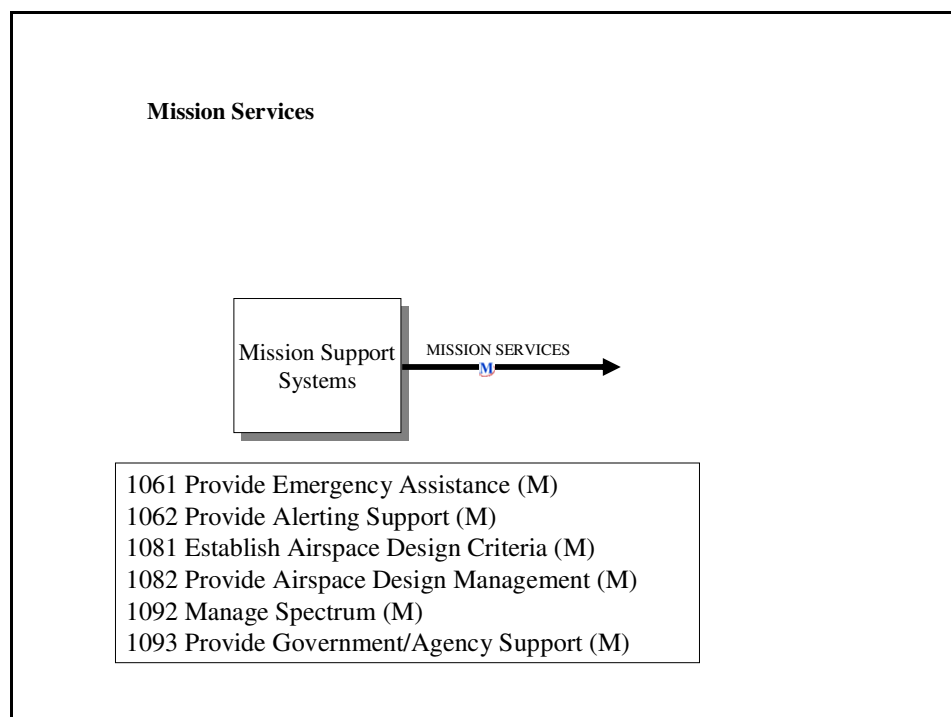 Mission Services
Mission Support
Systems
MISSION SERVICES
M
1061 Provide Emergency Assistance (M)
1062 Provide Alerting Support (M)
1081 Establish Airspace Design Criteria (M)
1082 Provide Airspace Design Management (M)
1092 Manage Spectrum (M)
1093 Provide Government/Agency Support (M)